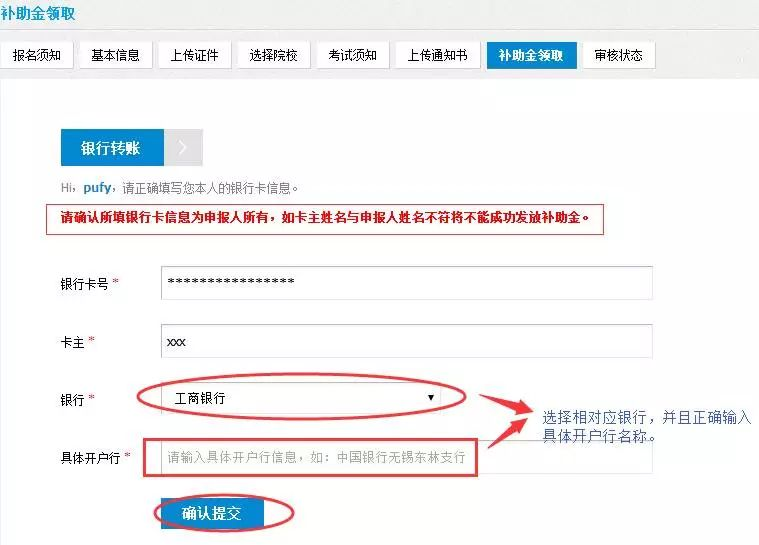 补助金领取
报名须知 基本信息 上传证件 选择院校 考试须知 上传通知书 补助金领取 审核状态
银行转账
Hi，pufy，请正确填写您本人的银行卡信息。
请确认所填银行卡信息为申报人所有，如卡主姓名与申报人姓名不符将不能成功发放补助金。
银行卡号 * ****************
卡主 * xxx
银行 * 工商银行
选择相对应银行，并且正确输入
具体开户行名称。
具体开户行 * 请输入具体开户行信息，如：中国银行无锡东林支行
确认提交